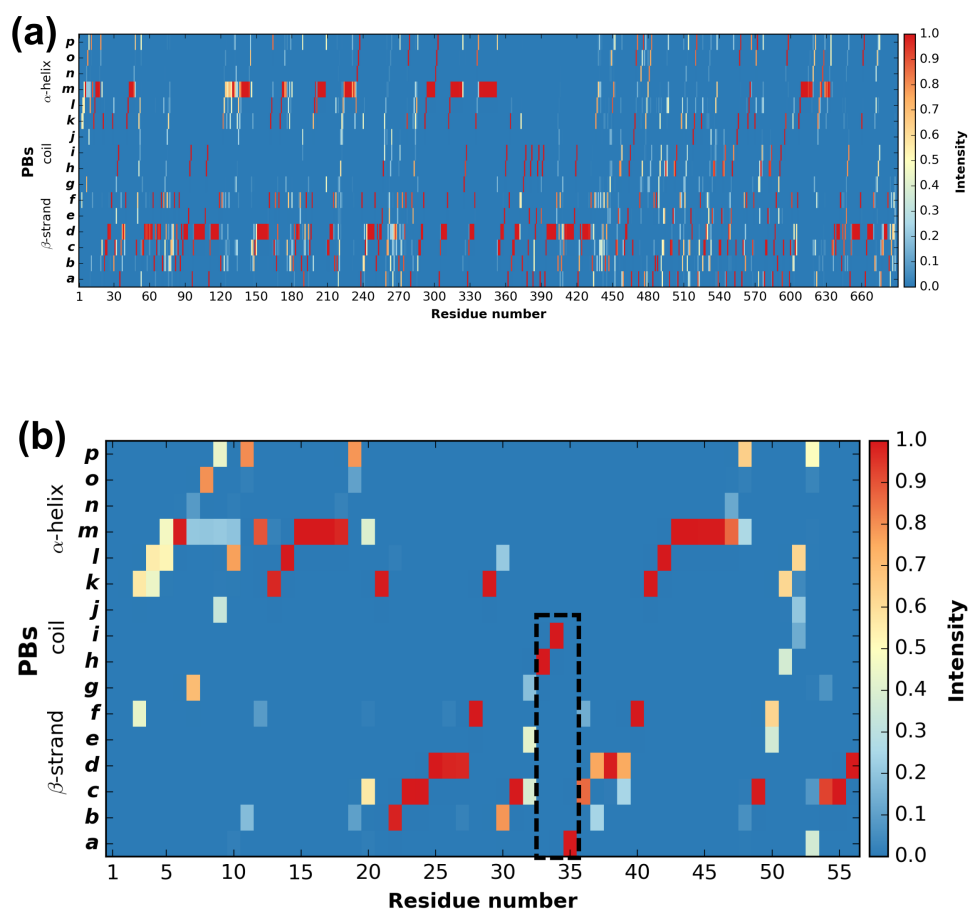 (a)
p
o
n
m
l
k
j
i
h
g
f
e
d
c
b
a
α-helix
coil
β-strand
PBs
1 30 60 90 120 150 180 210 240 270 300 330 360 390 420 450 480 510 540 570 600 630 660
Residue number
1.0
0.9
0.8
0.7
0.6
0.5
0.4
0.3
0.2
0.1
0.0
Intensity
(b)
p
o
n
m
l
k
j
i
h
g
f
e
d
c
b
a
α-helix
coil
β-strand
PBs
1 5 10 15 20 25 30 35 40 45 50 55
Residue number
1.0
0.9
0.8
0.7
0.6
0.5
0.4
0.3
0.2
0.1
0.0
Intensity